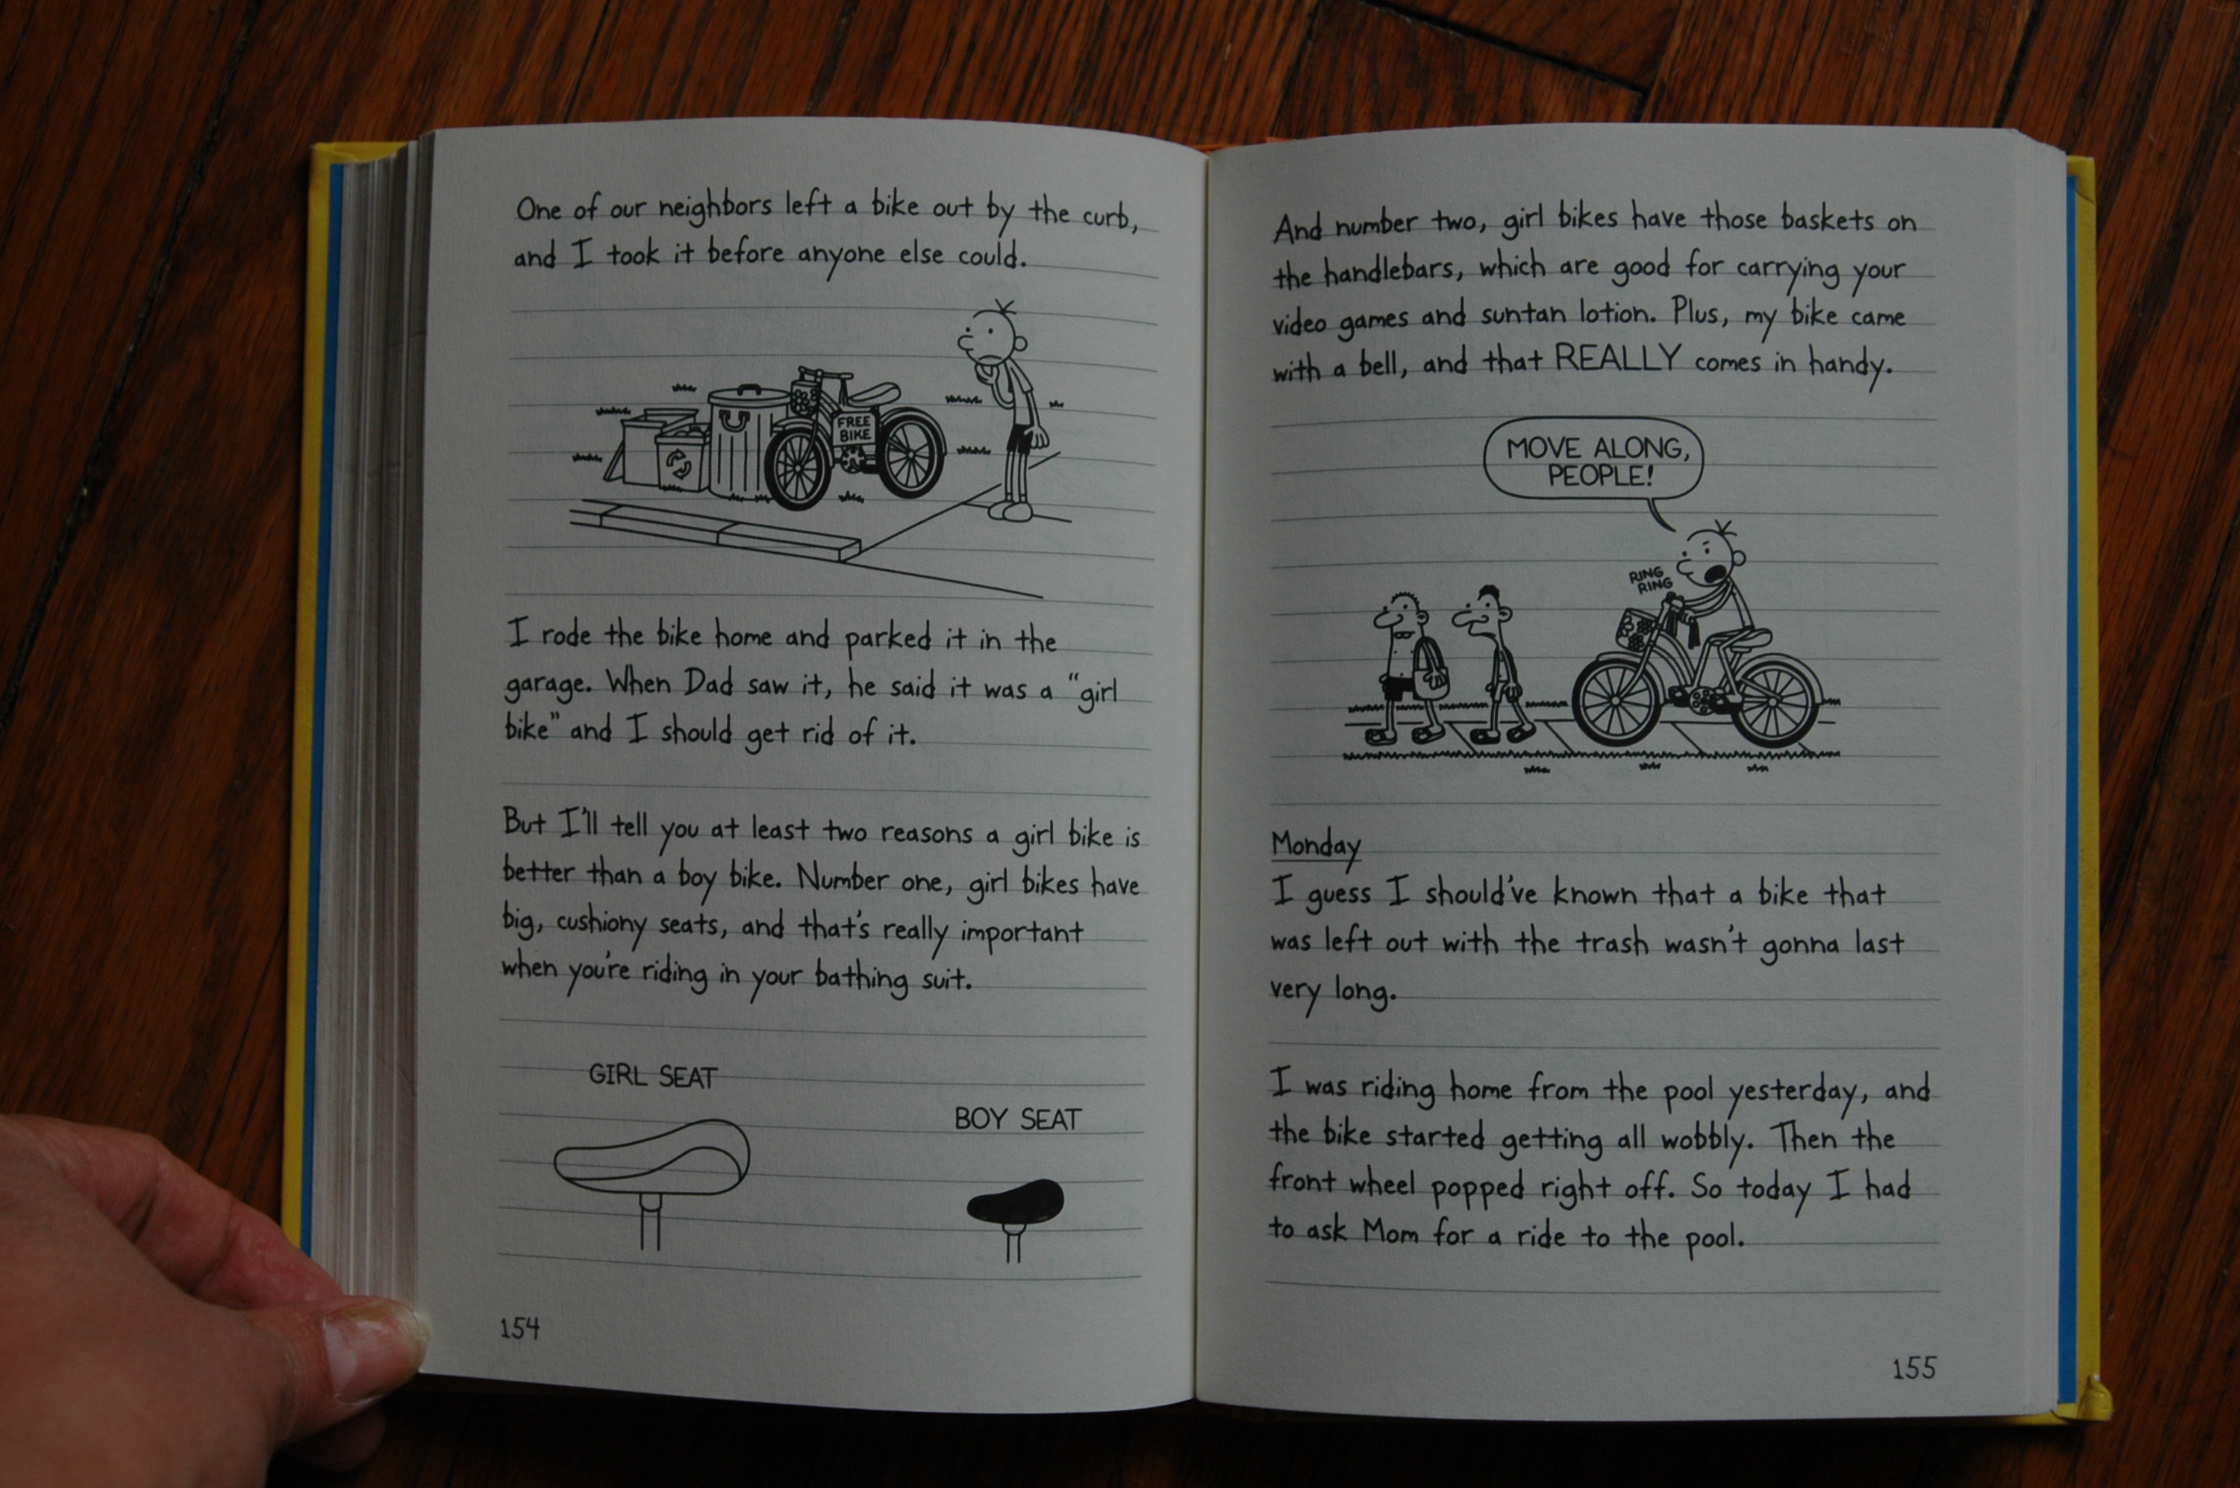 One of our neighbors left a bike out by the curb,
and I took it before anyone else could.
FREE
BIKE
I rode the bike home and parked it in the
garage. When Dad saw it, he said it was a "girl
bike" and I should get rid of it.
But I'll tell you at least two reasons a girl bike is
better than a boy bike. Number one, girl bikes have
big, cushiony seats, and that's really important
when you're riding in your bathing suit.
GIRL SEAT
BOY SEAT
154
And number two, girl bikes have those baskets on
the handlebars, which are good for carrying your
video games and suntan lotion. Plus, my bike came
with a bell, and that REALLY comes in handy.
MOVE ALONG,
PEOPLE!
RING
RING
Monday
I guess I should've known that a bike that
was left out with the trash wasn't gonna last
very long.
I was riding home from the pool yesterday, and
the bike started getting all wobbly. Then the
front wheel popped right off. So today I had
to ask Mom for a ride to the pool.
155